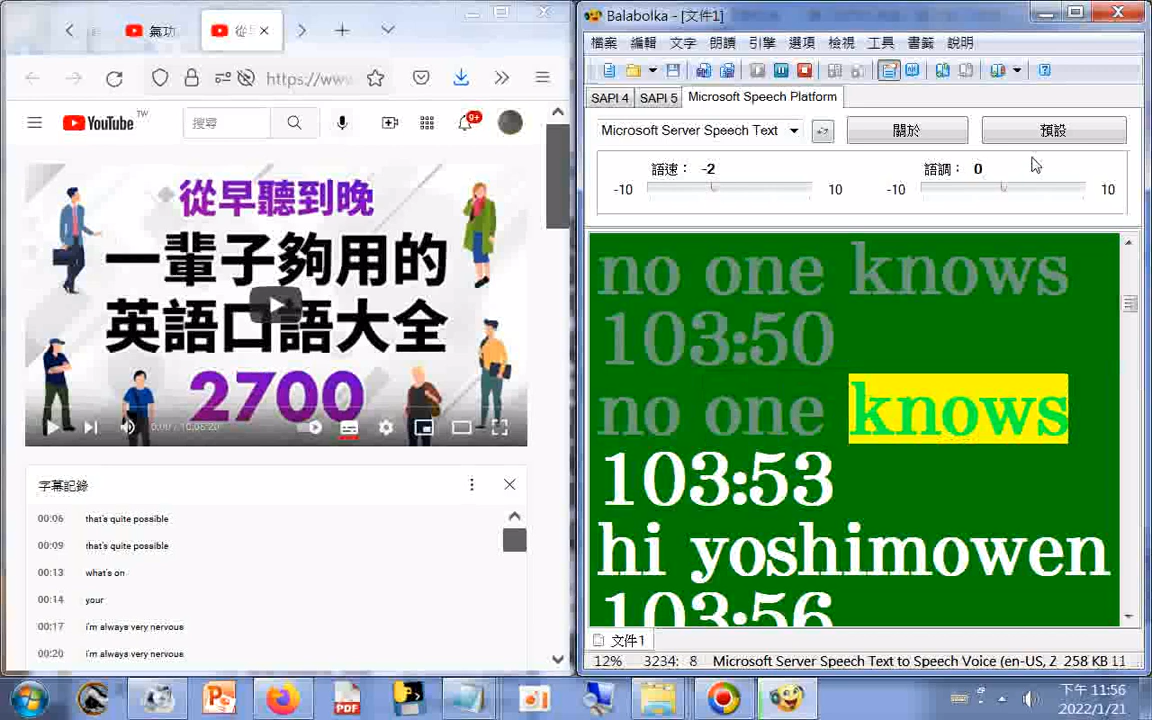 氣功
從!
https://www
YouTube TW
搜尋
9+
從早聽到晚
一輩子夠用的
英語口語大全
2700
字幕記錄
00:06 that's quite possible
00:09 that's quite possible
00:13 what's on
00:14 your
00:17 i'm always very nervous
00:20 i'm always very nervous
Balabolka - [文件1]
檔案 編輯 文字 朗讀 引擎 選項 檢視 工具 書籤 說明
SAPI 4 SAPI 5 Microsoft Speech Platform
Microsoft Server Speech Text 關於 預設
語速: -2 語調: 0
-10 10 -10 10
no one knows
103:50
no one knows
103:53
hi yoshimowen
103:56
文件1
12% 3234: 8 Microsoft Server Speech Text to Speech Voice (en-US, 2 258 KB 11
PDF
下午 11:56
2022/1/21